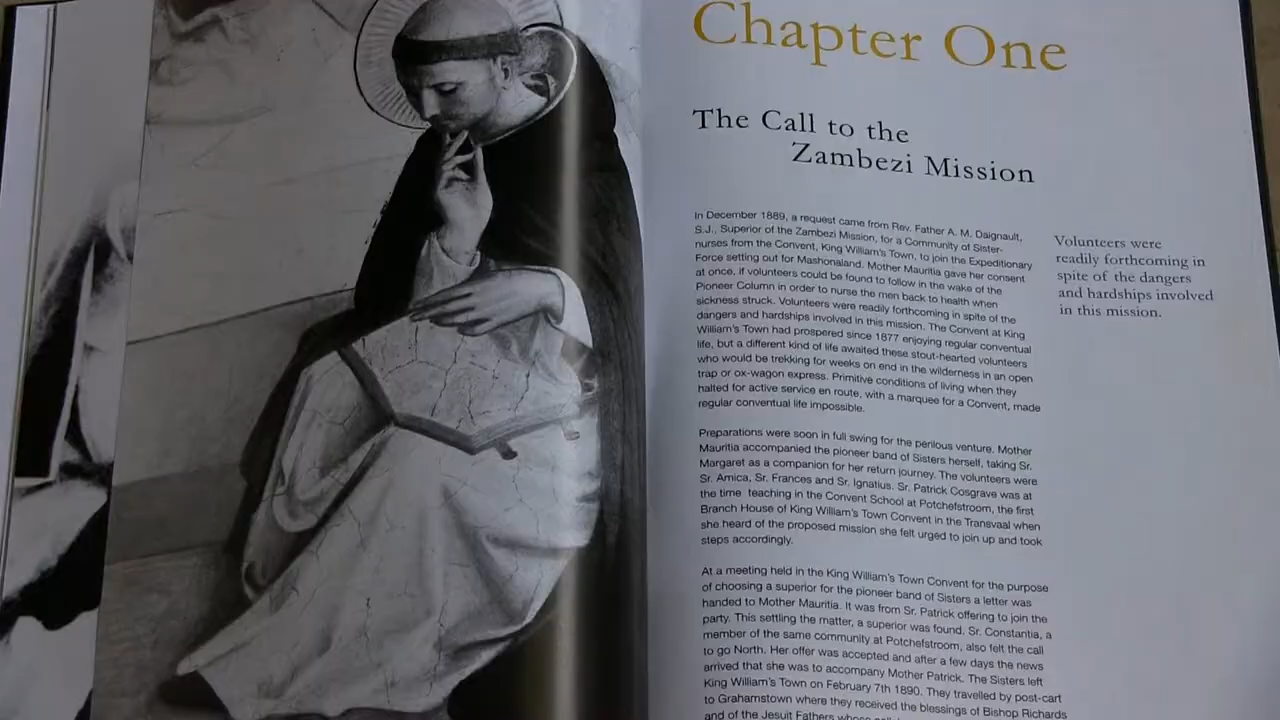 Chapter One
The Call to the
Zambezi Mission
In December 1889, a request came from Rev. Father A. M. Daignault,
S.J., Superior of the Zambezi Mission, for a Community of Sister-
nurses from the Convent, King William's Town, to join the Expeditionary
Force setting out for Mashonaland. Mother Mauritia gave her consent
at once, if volunteers could be found to follow in the wake of the
Pioneer Column in order to nurse the men back to health when
sickness struck. Volunteers were readily forthcoming in spite of the
dangers and hardships involved in this mission. The Convent at King
William's Town had prospered since 1877 enjoying regular conventual
life, but a different kind of life awaited these stout-hearted volunteers
who would be trekking for weeks on end in the wilderness in an open
trap or ox-wagon express. Primitive conditions of living when they
halted for active service en route, with a marquee for a Convent, made
regular conventual life impossible.
Volunteers were
readily forthcoming in
spite of the dangers
and hardships involved
in this mission.
Preparations were soon in full swing for the perilous venture. Mother
Mauritia accompanied the pioneer band of Sisters herself, taking Sr.
Margaret as a companion for her return journey. The volunteers were
Sr. Amica, Sr. Frances and Sr. Ignatius. Sr. Patrick Cosgrave was at
the time teaching in the Convent School at Potchefstroom, the first
Branch House of King William's Town Convent in the Transvaal when
she heard of the proposed mission she felt urged to join up and took
steps accordingly.
At a meeting held in the King William's Town Convent for the purpose
of choosing a superior for the pioneer band of Sisters a letter was
handed to Mother Mauritia. It was from Sr. Patrick offering to join the
party. This settling the matter, a superior was found. Sr. Constantia, a
member of the same community at Potchefstroom, also felt the call
to go North. Her offer was accepted and after a few days the news
arrived that she was to accompany Mother Patrick. The Sisters left
King William's Town on February 7th 1890. They travelled by post-cart
to Grahamstown where they received the blessings of Bishop Richards
and of the Jesuit Fathers whose